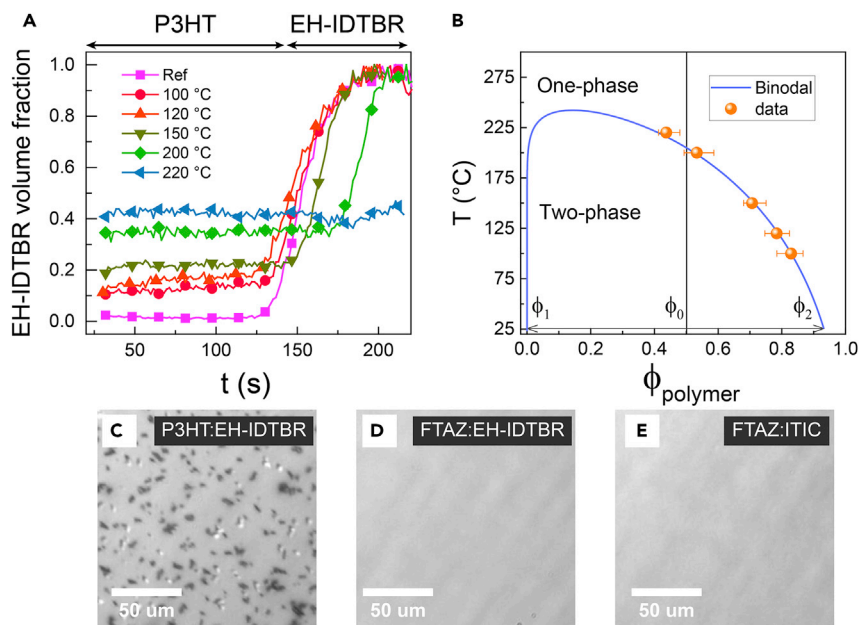 A
P3HT
EH-IDTBR
EH-IDTBR volume fraction
1.0
0.8
0.6
0.4
0.2
0.0
Ref
100 °C
120 °C
150 °C
200 °C
220 °C
50
100
150
200
t (s)
B
T (°C)
275
225
175
125
75
25
One-phase
Two-phase
Binodal
data
ϕ1
ϕ0
ϕ2
0.0
0.2
0.4
0.6
0.8
1.0
ϕpolymer
C
P3HT:EH-IDTBR
50 um
D
FTAZ:EH-IDTBR
50 um
E
FTAZ:ITIC
50 um